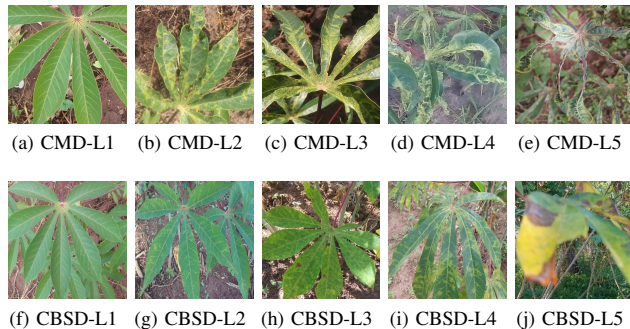 (a) CMD-L1 (b) CMD-L2 (c) CMD-L3 (d) CMD-L4 (e) CMD-L5
(f) CBSD-L1 (g) CBSD-L2 (h) CBSD-L3 (i) CBSD-L4 (j) CBSD-L5